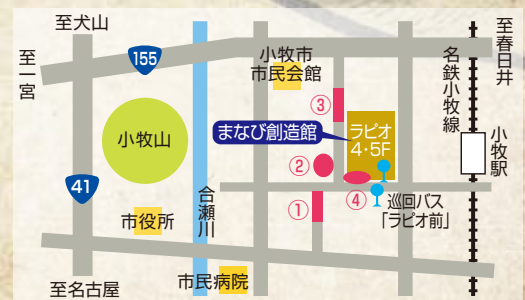 至犬山
至一宮
155
小牧市
市民会館
名鉄小牧線
至春日井
小牧山
③
まなび創造館
ラピオ
4・5F
小牧駅
②
41
合瀬川
①
④
巡回バス
「ラピオ前」
市役所
市民病院
至名古屋